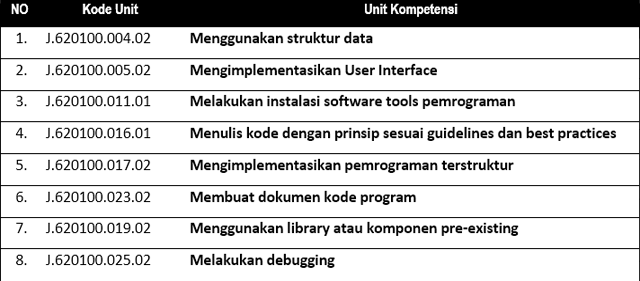 NO Kode Unit Unit Kompetensi
1. J.620100.004.02 Menggunakan struktur data
2. J.620100.005.02 Mengimplementasikan User Interface
3. J.620100.011.01 Melakukan instalasi software tools pemrograman
4. J.620100.016.01 Menulis kode dengan prinsip sesuai guidelines dan best practices
5. J.620100.017.02 Mengimplementasikan pemrograman terstruktur
6. J.620100.023.02 Membuat dokumen kode program
7. J.620100.019.02 Menggunakan library atau komponen pre-existing
8. J.620100.025.02 Melakukan debugging